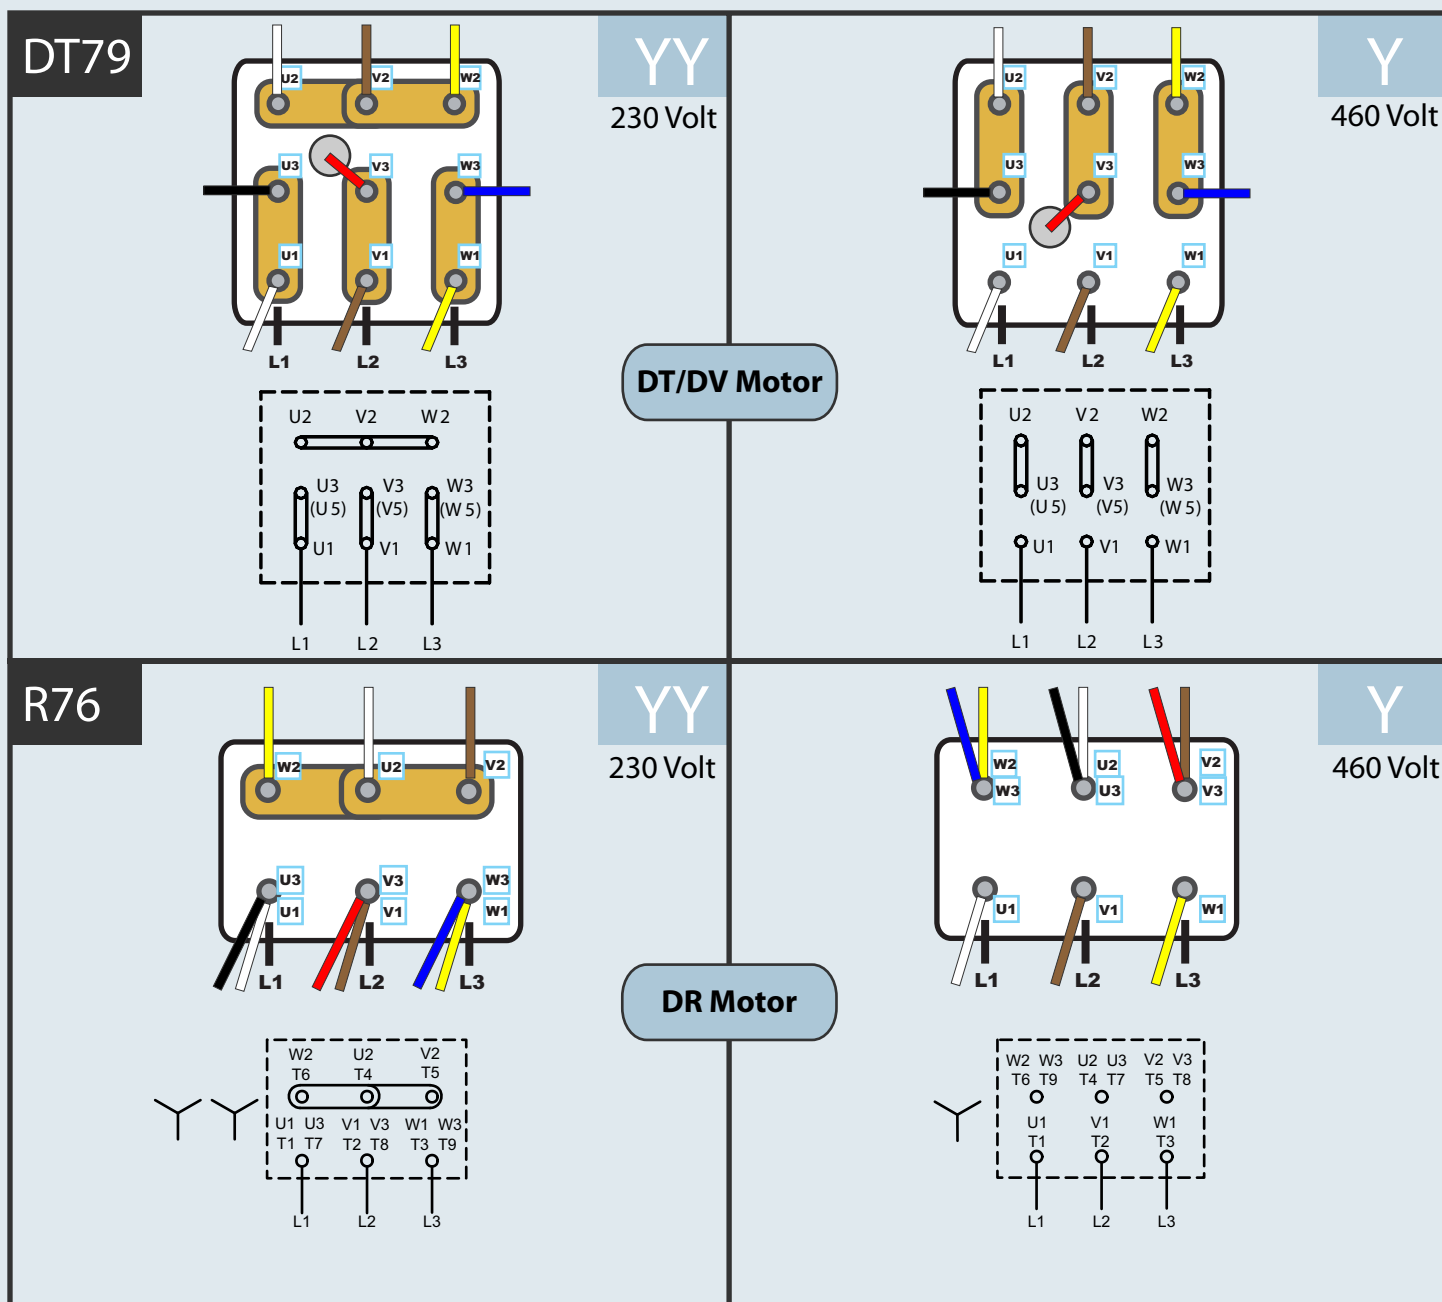 DT79
YY
230 Volt
U2 V2 W2
U3 V3 W3
U1 V1 W1
L1 L2 L3
U2 V2 W2
U3 V3 W3
(U5) (V5) (W5)
U1 V1 W1
L1 L2 L3
Y
460 Volt
U2 V2 W2
U3 V3 W3
U1 V1 W1
L1 L2 L3
U2 V2 W2
U3 V3 W3
(U5) (V5) (W5)
U1 V1 W1
L1 L2 L3
DT/DV Motor
R76
YY
230 Volt
W2 U2 V2
U3 V3 W3
U1 V1 W1
L1 L2 L3
W2 U2 V2
T6 T4 T5
U1 U3 V1 V3 W1 W3
T1 T7 T2 T8 T3 T9
L1 L2 L3
Y
460 Volt
W2 U2 V2
W3 U3 V3
U1 V1 W1
L1 L2 L3
W2 W3 U2 U3 V2 V3
T6 T9 T4 T7 T5 T8
U1 V1 W1
T1 T2 T3
L1 L2 L3
DR Motor